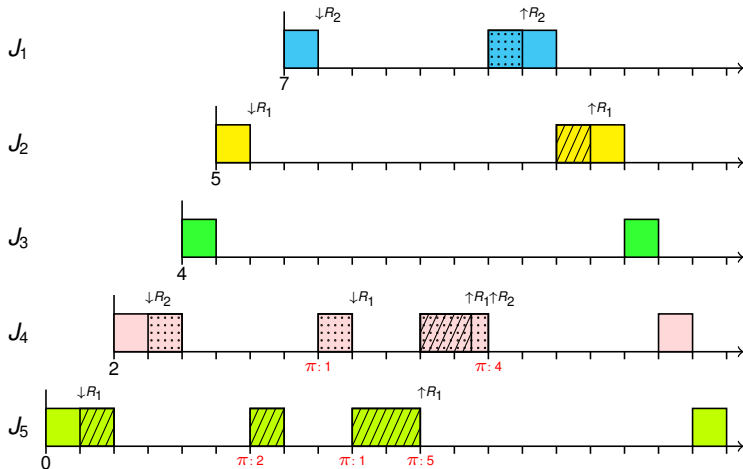 ↓R₂ ↑R₂
J₁
7
↓R₁ ↑R₁
J₂
5
J₃
4
↓R₂ ↓R₁ ↑R₁↑R₂
J₄
2 π: 1 π: 4
↓R₁ ↑R₁
J₅
0 π: 2 π: 1 π: 5